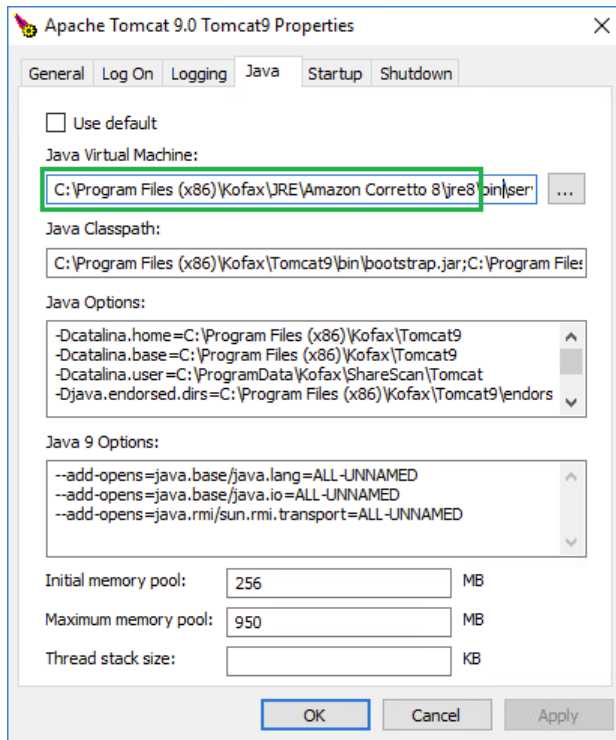 Apache Tomcat 9.0 Tomcat9 Properties
General Log On Logging Java Startup Shutdown
Use default
Java Virtual Machine:
C:\Program Files (x86)\Kofax\JRE\Amazon Corretto 8\jre8\bin\ser
...
Java Classpath:
C:\Program Files (x86)\Kofax\Tomcat9\bin\bootstrap.jar;C:\Program Files
Java Options:
-Dcatalina.home=C:\Program Files (x86)\Kofax\Tomcat9
-Dcatalina.base=C:\Program Files (x86)\Kofax\Tomcat9
-Dcatalina.user=C:\ProgramData\Kofax\ShareScan\Tomcat
-Djava.endorsed.dirs=C:\Program Files (x86)\Kofax\Tomcat9\endors
Java 9 Options:
--add-opens=java.base/java.lang=ALL-UNNAMED
--add-opens=java.base/java.io=ALL-UNNAMED
--add-opens=java.rmi/sun.rmi.transport=ALL-UNNAMED
Initial memory pool: 256 MB
Maximum memory pool: 950 MB
Thread stack size: KB
OK Cancel Apply